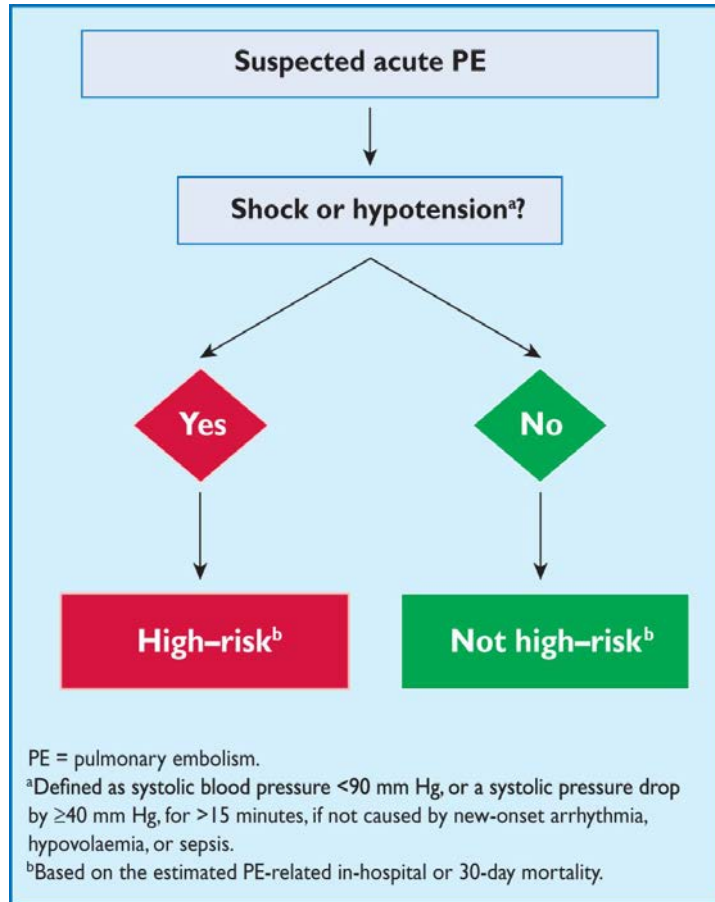 Suspected acute PE
Shock or hypotensionᵃ?
Yes
No
High–riskᵇ
Not high–riskᵇ
PE = pulmonary embolism.
ᵃDefined as systolic blood pressure <90 mm Hg, or a systolic pressure drop
by ≥40 mm Hg, for >15 minutes, if not caused by new-onset arrhythmia,
hypovolaemia, or sepsis.
ᵇBased on the estimated PE-related in-hospital or 30-day mortality.